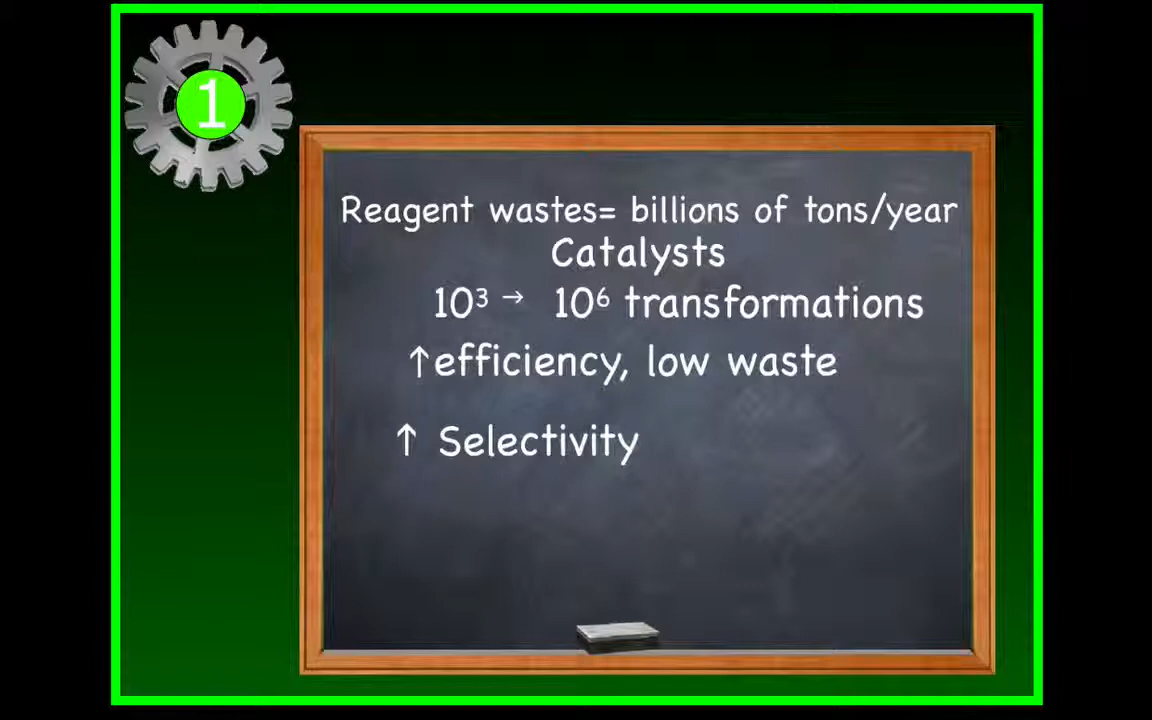 1
Reagent wastes= billions of tons/year
Catalysts
10³ → 10⁶ transformations
↑efficiency, low waste
↑ Selectivity